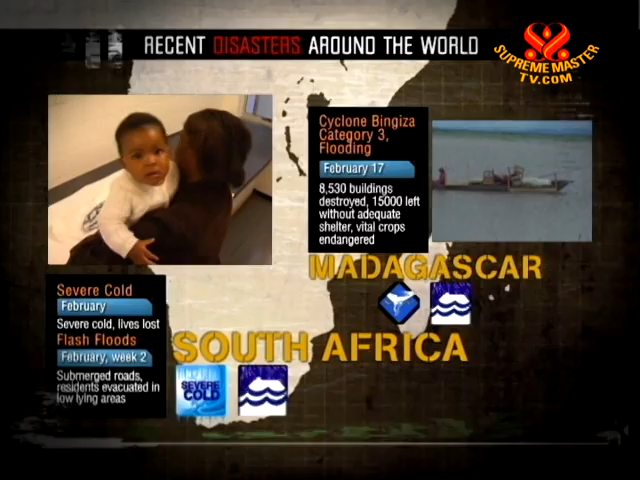 RECENT DISASTERS AROUND THE WORLD
SUPREME MASTER
TV.COM
Cyclone Bingiza
Category 3,
Flooding
February 17
8,530 buildings
destroyed, 15000 left
without adequate
shelter, vital crops
endangered
MADAGASCAR
Severe Cold
February
Severe cold, lives lost
Flash Floods
February, week 2
Submerged roads,
residents evacuated in
low lying areas
SOUTH AFRICA
SEVERE
COLD